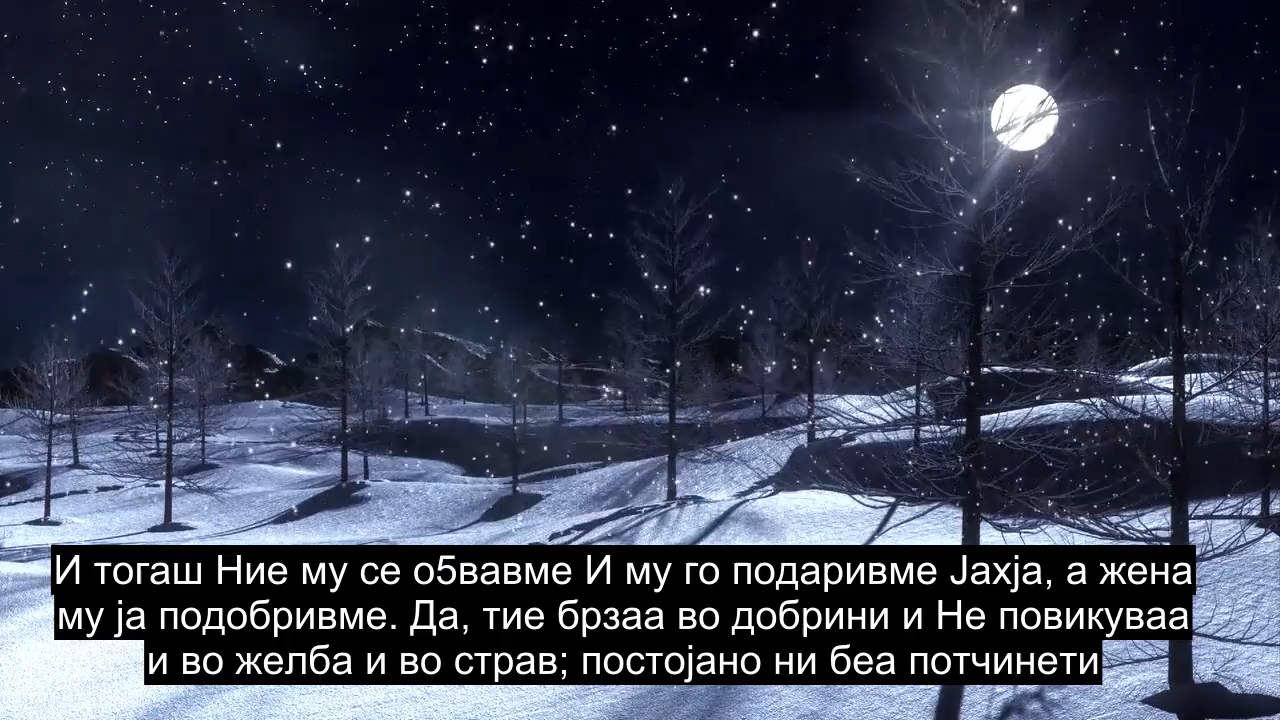 И тогаш Ние му се о5вавме И му го подаривме Јахја, а жена
му ја подобривме. Да, тие брзаа во добрини и Не повикуваа
и во желба и во страв; постојано ни беа потчинети